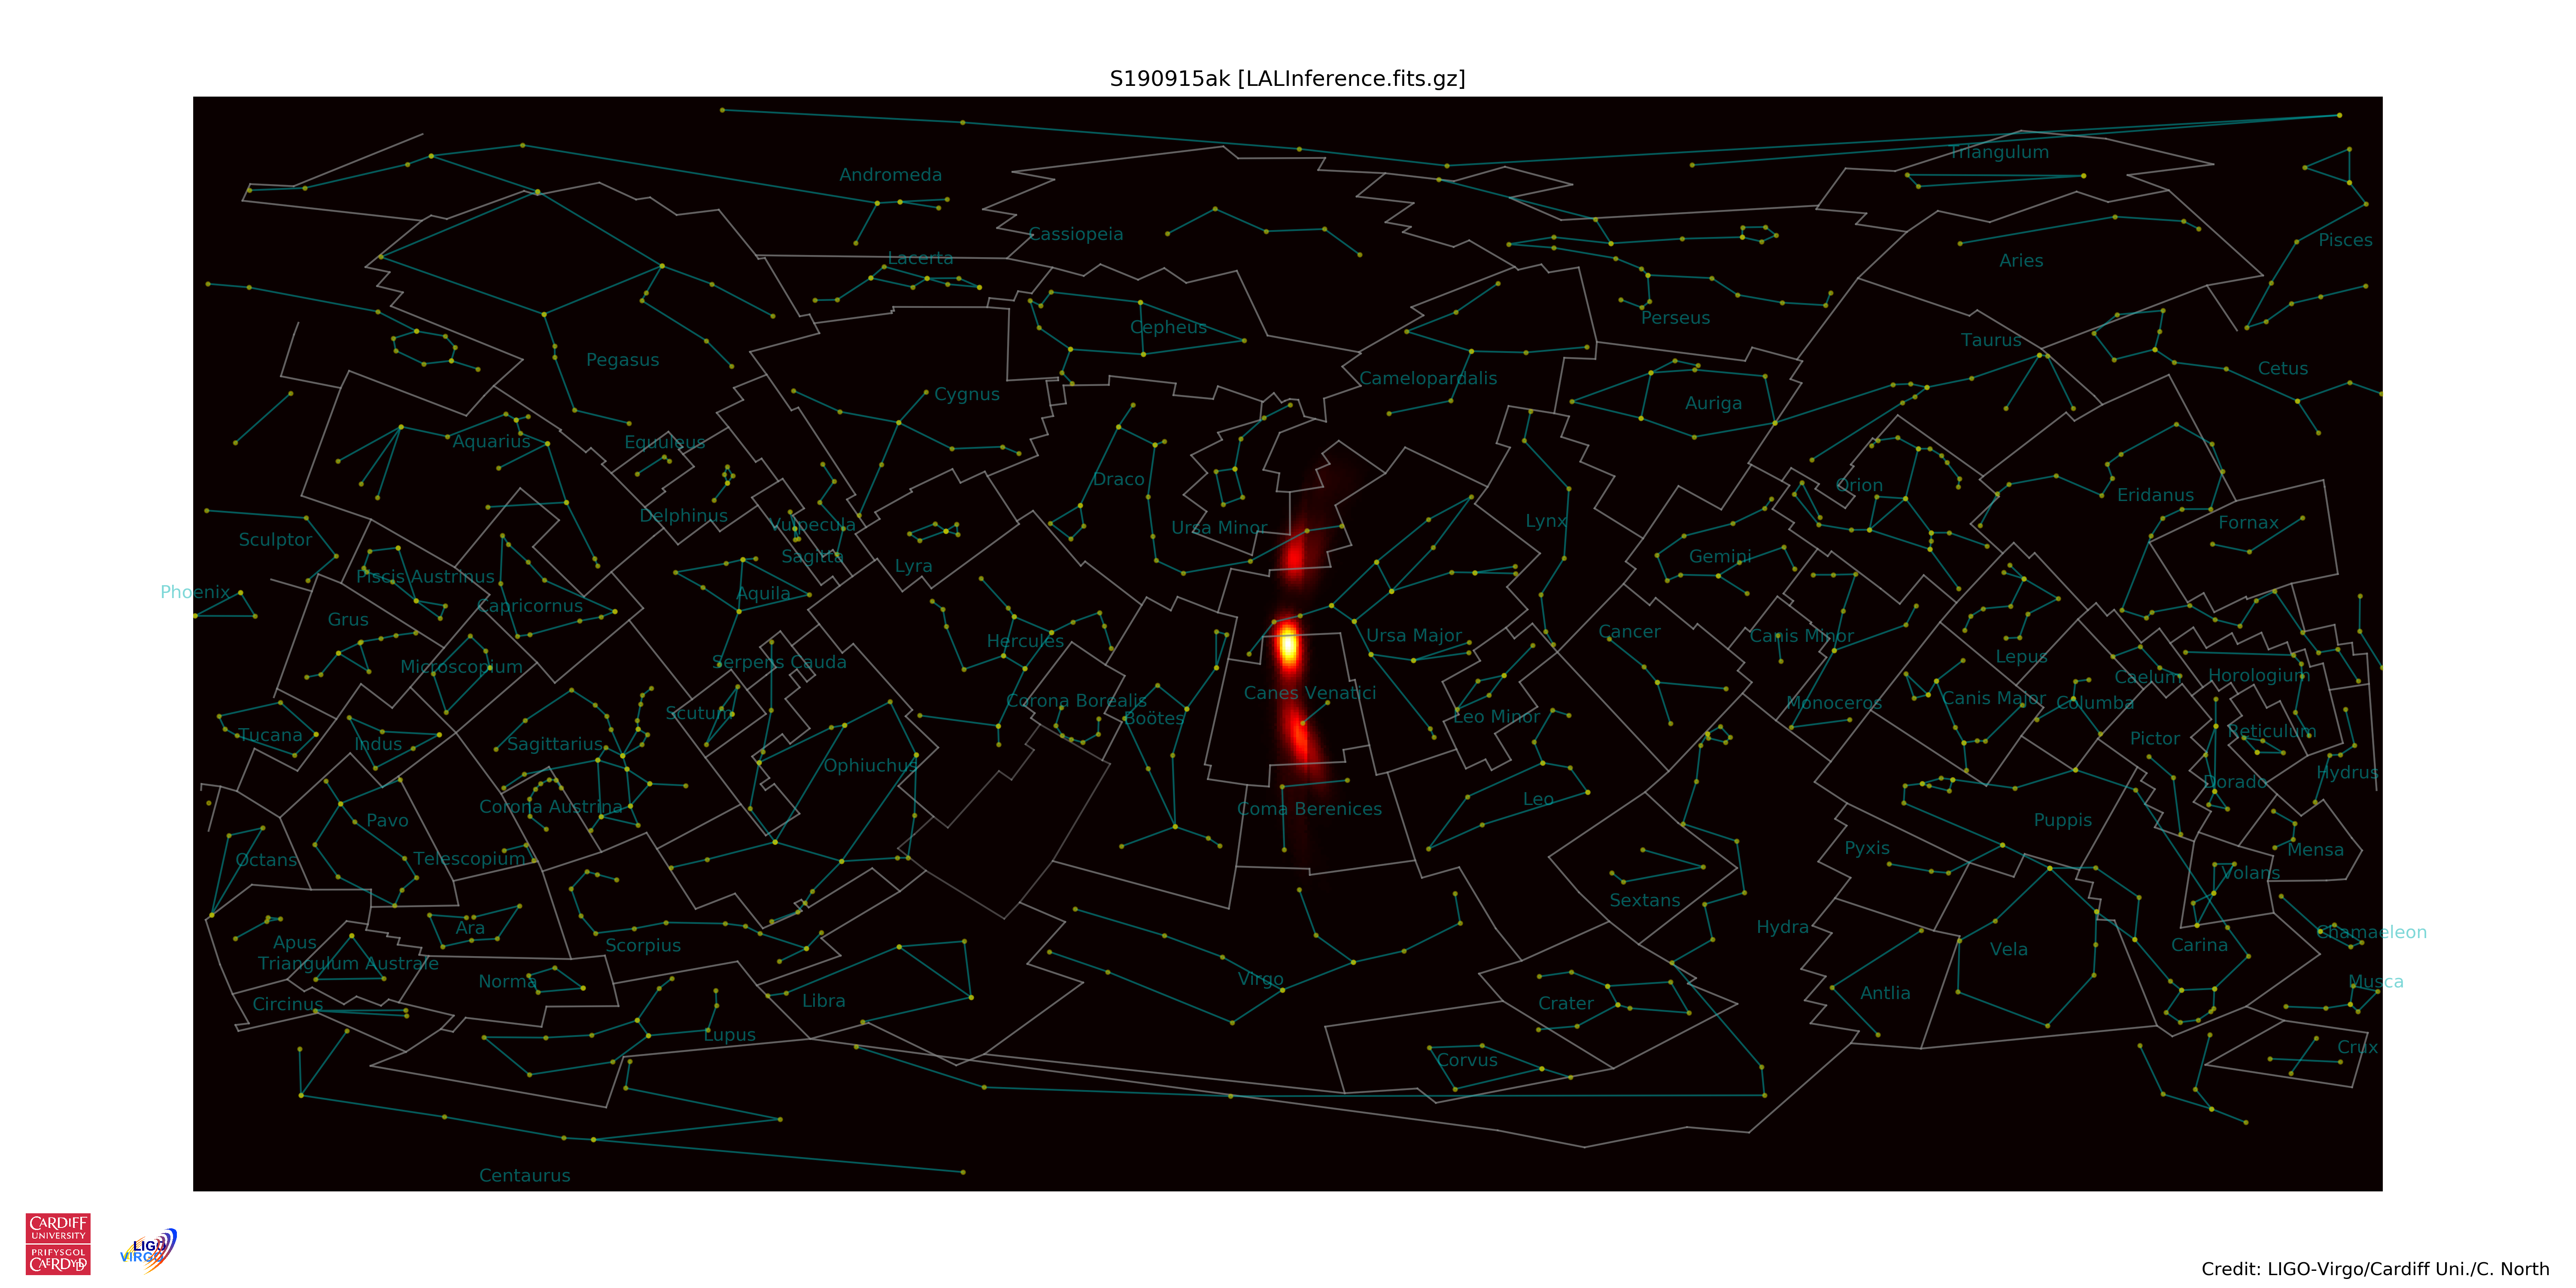 S190915ak [LALInference.fits.gz]
Triangulum
Andromeda
Cassiopeia
Pisces
Lacerta
Aries
Perseus
Cepheus
Taurus
Pegasus
Cetus
Camelopardalis
Cygnus
Auriga
Aquarius
Equuleus
Draco
Orion
Eridanus
Delphinus
Vulpecula
Ursa Minor
Lynx
Fornax
Sculptor
Sagitta
Gemini
Lyra
Piscis Austrinus
Phoenix
Aquila
Capricornus
Grus
Hercules
Ursa Major
Cancer
Canis Minor
Microscopium
Serpens Cauda
Lepus
Caelum
Horologium
Canes Venatici
Corona Borealis
Canis Major
Columba
Monoceros
Scutum
Boötes
Leo Minor
Tucana
Indus
Sagittarius
Pictor
Reticulum
Ophiuchus
Hydrus
Dorado
Corona Austrina
Coma Berenices
Leo
Pavo
Puppis
Octans
Telescopium
Pyxis
Mensa
Volans
Sextans
Ara
Hydra
Chamaeleon
Apus
Scorpius
Vela
Carina
Triangulum Australe
Norma
Virgo
Musca
Circinus
Libra
Crater
Antlia
Lupus
Crux
Corvus
Centaurus
CARDIFF
UNIVERSITY
PRIFYSGOL
CAERDYDD
LIGO
VIRGO
Credit: LIGO-Virgo/Cardiff Uni./C. North